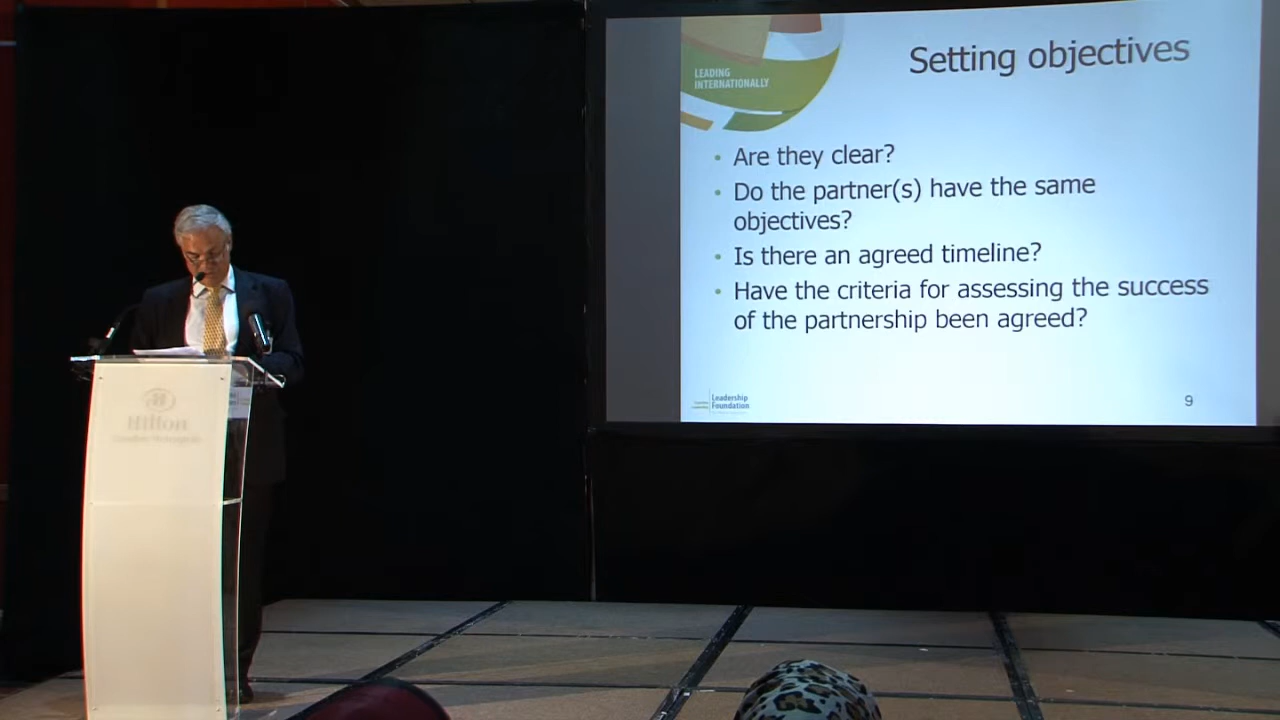 LEADING
INTERNATIONALLY
Setting objectives
• Are they clear?
• Do the partner(s) have the same
objectives?
• Is there an agreed timeline?
• Have the criteria for assessing the success
of the partnership been agreed?
Leadership
Foundation
9
Hilton